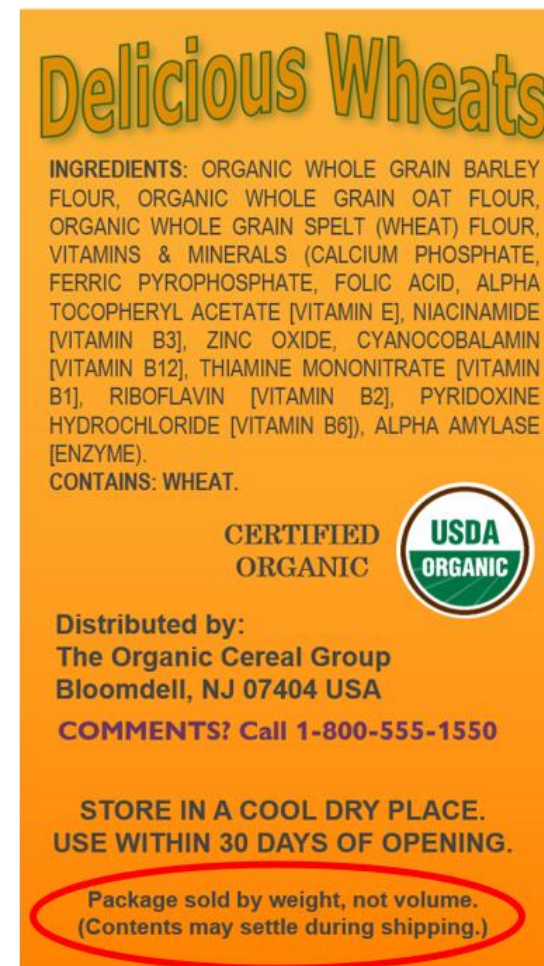 Delicious Wheats
INGREDIENTS: ORGANIC WHOLE GRAIN BARLEY
FLOUR, ORGANIC WHOLE GRAIN OAT FLOUR,
ORGANIC WHOLE GRAIN SPELT (WHEAT) FLOUR,
VITAMINS & MINERALS (CALCIUM PHOSPHATE,
FERRIC PYROPHOSPHATE, FOLIC ACID, ALPHA
TOCOPHERYL ACETATE [VITAMIN E], NIACINAMIDE
[VITAMIN B3], ZINC OXIDE, CYANOCOBALAMIN
[VITAMIN B12], THIAMINE MONONITRATE [VITAMIN
B1], RIBOFLAVIN [VITAMIN B2], PYRIDOXINE
HYDROCHLORIDE [VITAMIN B6]), ALPHA AMYLASE
[ENZYME).
CONTAINS: WHEAT.
CERTIFIED
ORGANIC
USDA
ORGANIC
Distributed by:
The Organic Cereal Group
Bloomdell, NJ 07404 USA
COMMENTS? Call 1-800-555-1550
STORE IN A COOL DRY PLACE.
USE WITHIN 30 DAYS OF OPENING.
Package sold by weight, not volume.
(Contents may settle during shipping.)